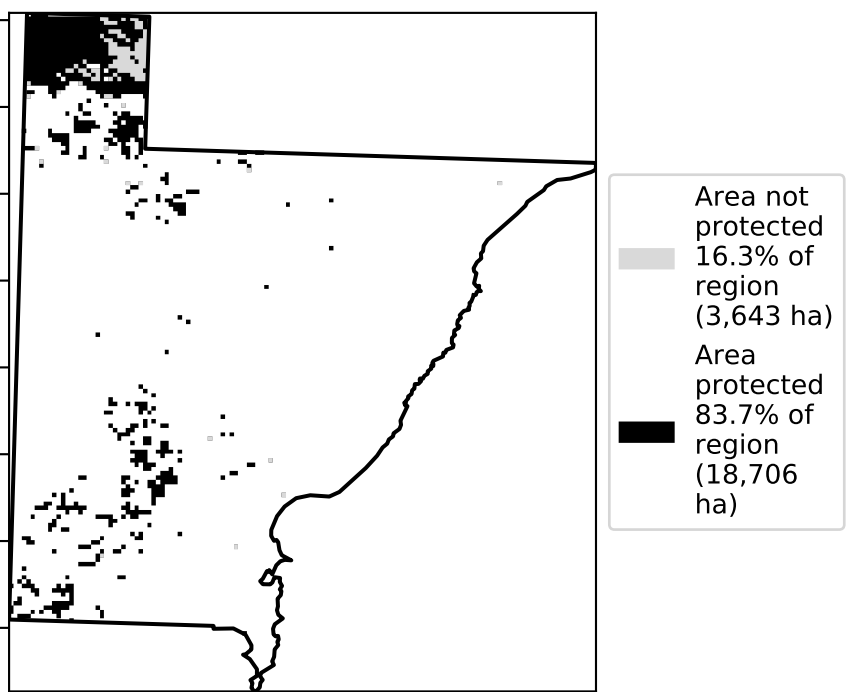 Area not
protected
16.3% of
region
(3,643 ha)
Area
protected
83.7% of
region
(18,706
ha)